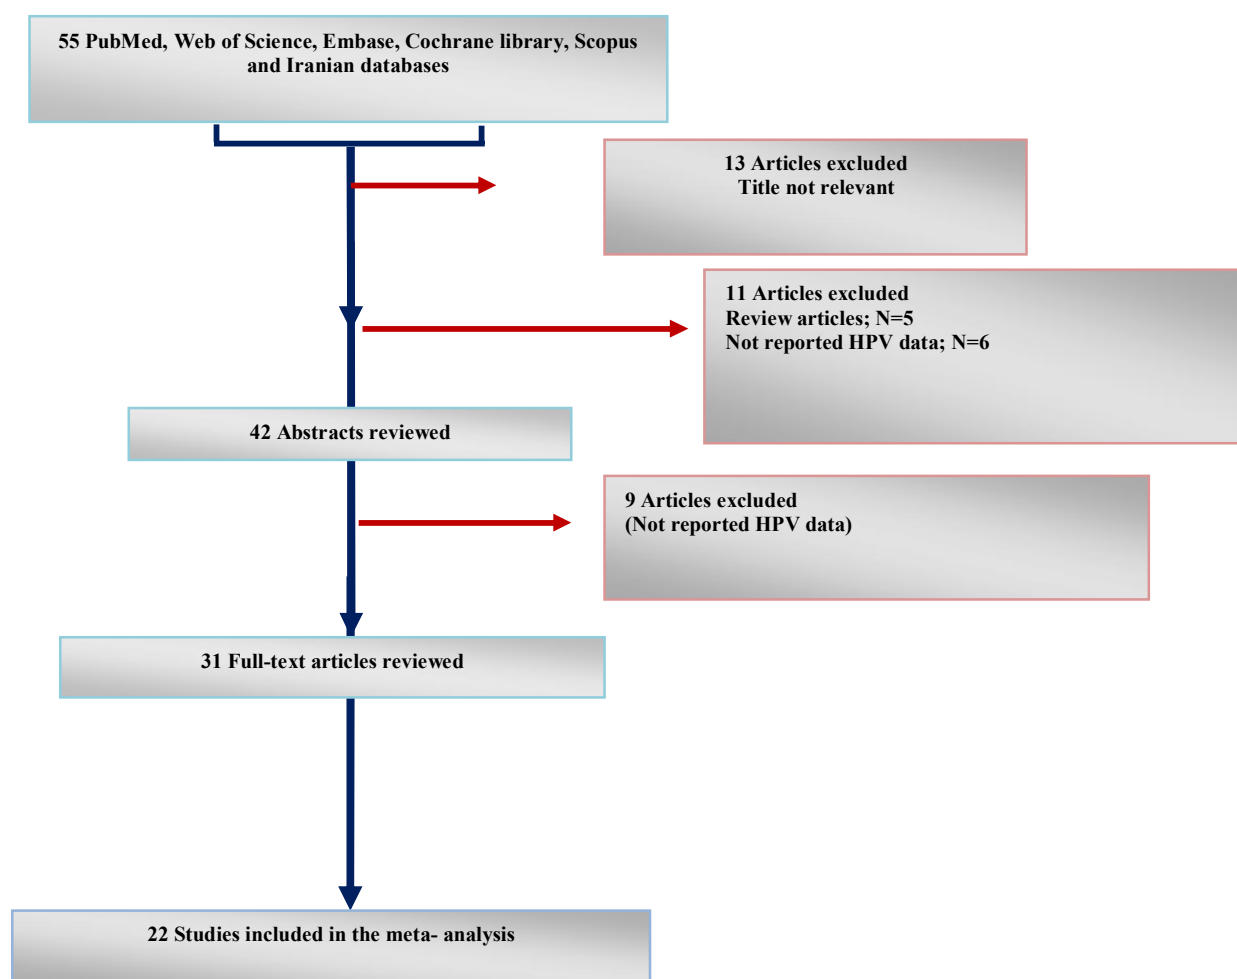 55 PubMed, Web of Science, Embase, Cochrane library, Scopus
and Iranian databases
13 Articles excluded
Title not relevant
11 Articles excluded
Review articles; N=5
Not reported HPV data; N=6
42 Abstracts reviewed
9 Articles excluded
(Not reported HPV data)
31 Full-text articles reviewed
22 Studies included in the meta- analysis